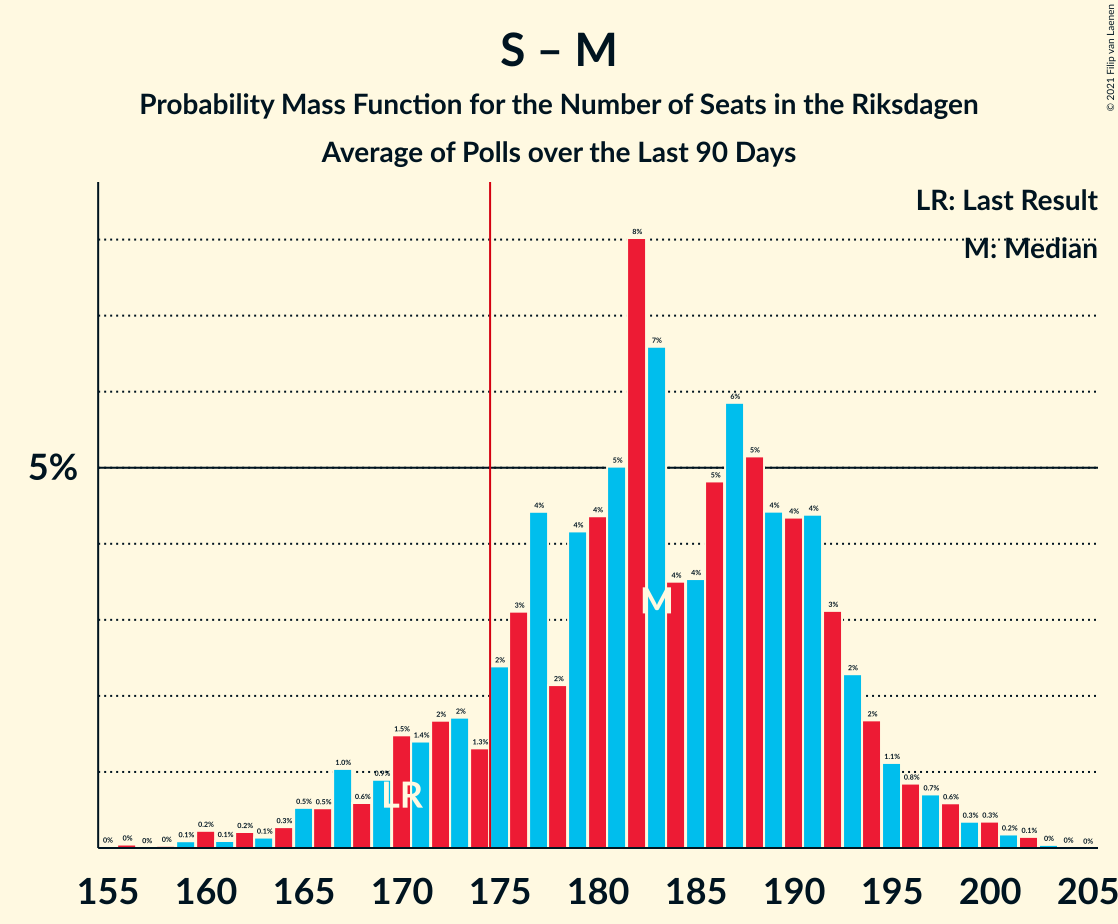 S – M
Probability Mass Function for the Number of Seats in the Riksdagen
Average of Polls over the Last 90 Days
© 2021 Filip van Laenen
LR: Last Result
M: Median
5%
0% 0% 0% 0% 0.1% 0.2% 0.1% 0.2% 0.1% 0.3% 0.5% 0.5% 1.0% 0.6% 0.9% 1.5% 1.4% 2% 2% 1.3% 2% 3% 4% 2% 4% 4% 5% 8% 7% 4% 4% 5% 6% 5% 4% 4% 4% 3% 2% 2% 1.1% 0.8% 0.7% 0.6% 0.3% 0.3% 0.2% 0.1% 0% 0% 0%
LR
M
155 160 165 170 175 180 185 190 195 200 205